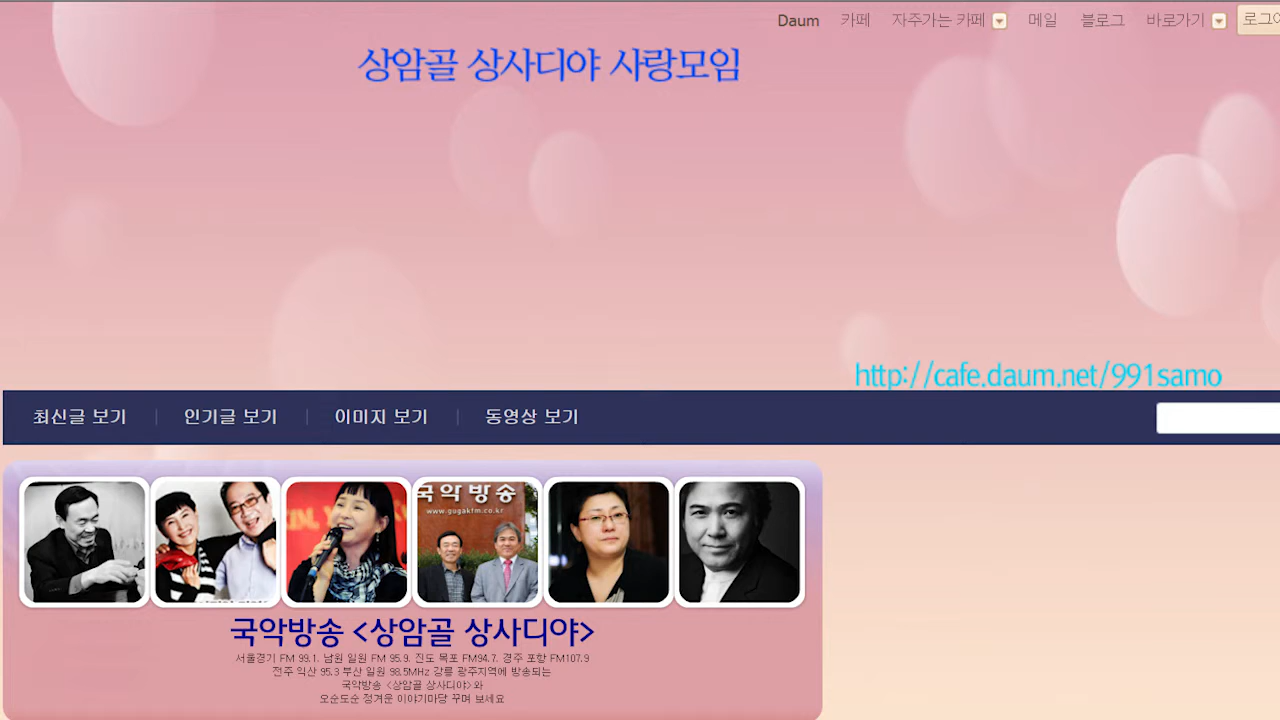 Daum 카페 자주가는 카페 메일 블로그 바로가기
상암골 상사디야 사랑모임
http://cafe.daum.net/991samo
최신글 보기 | 인기글 보기 | 이미지 보기 | 동영상 보기
국악방송
www.gugakfm.co.kr
국악방송 <상암골 상사디야>
서울경기 FM 99.1. 남원 일원 FM 95.9. 진도 목포 FM94.7. 경주 포항 FM107.9
전주 익산 95.3 부산 일원 98.5MHz 강릉 광주지역에 방송되는
국악방송 <상암골 상사디야>와
오순도순 정겨운 이야기마당 꾸며 보세요